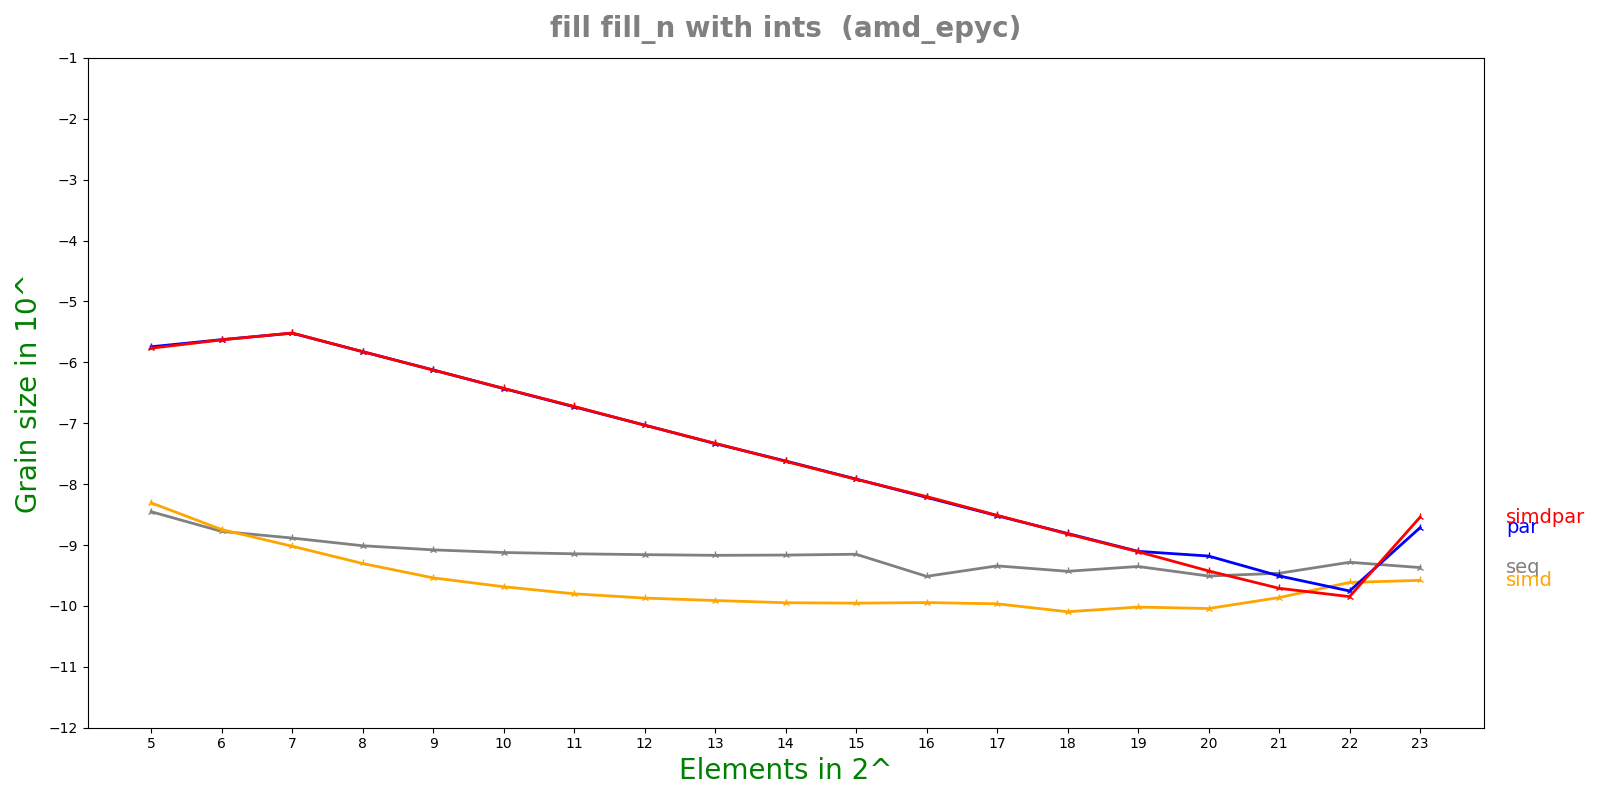 fill fill_n with ints  (amd_epyc)
−1
−2
−3
−4
−5
−6
−7
−8
−9
−10
−11
−12
Grain size in 10^
simdpar
par
seq
simd
5 6 7 8 9 10 11 12 13 14 15 16 17 18 19 20 21 22 23
Elements in 2^